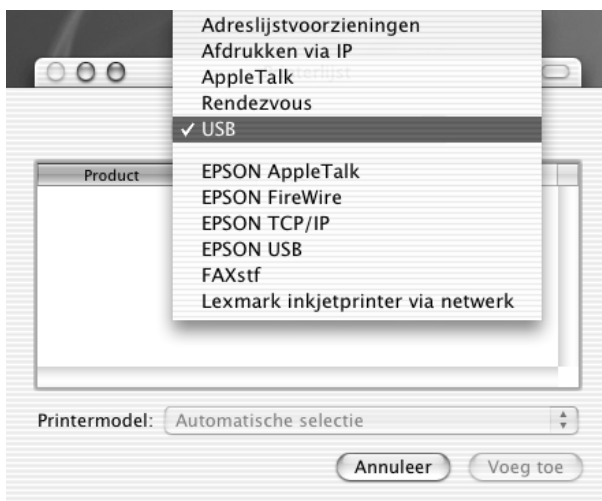 Adreslijstvoorzieningen
Afdrukken via IP
AppleTalk
Printerlijst
Rendezvous
✓ USB
EPSON AppleTalk
Product
EPSON FireWire
EPSON TCP/IP
EPSON USB
FAXstf
Lexmark inkjetprinter via netwerk
Printermodel: Automatische selectie
Annuleer Voeg toe